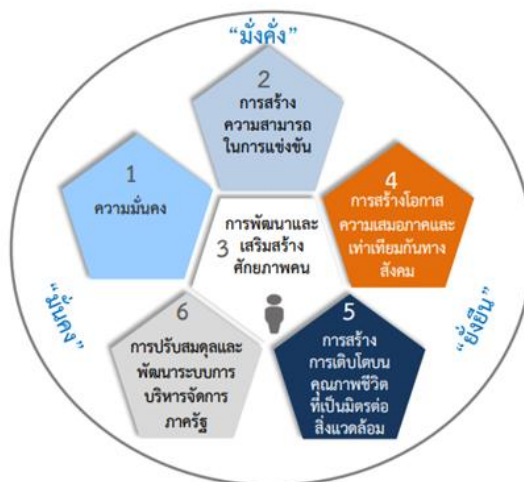 “มั่งคั่ง”
2
การสร้าง
ความสามารถ
ในการแข่งขัน
1
ความมั่นคง
4
การสร้างโอกาส
ความเสมอภาคและ
เท่าเทียมกันทาง
สังคม
การพัฒนาและ
3 เสริมสร้าง
ศักยภาพคน
“มั่นคง”
“ยั่งยืน”
6
การปรับสมดุลและ
พัฒนาระบบการ
บริหารจัดการ
ภาครัฐ
5
การสร้าง
การเติบโตบน
คุณภาพชีวิต
ที่เป็นมิตรต่อ
สิ่งแวดล้อม